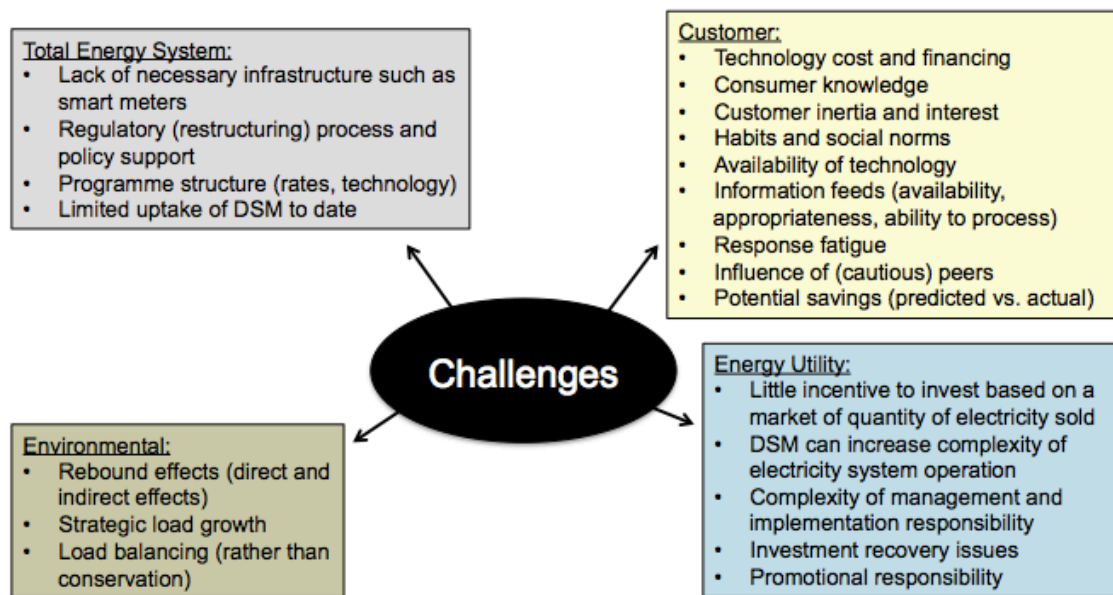 Total Energy System:
• Lack of necessary infrastructure such as
smart meters
• Regulatory (restructuring) process and
policy support
• Programme structure (rates, technology)
• Limited uptake of DSM to date
Customer:
• Technology cost and financing
• Consumer knowledge
• Customer inertia and interest
• Habits and social norms
• Availability of technology
• Information feeds (availability,
appropriateness, ability to process)
• Response fatigue
• Influence of (cautious) peers
• Potential savings (predicted vs. actual)
Challenges
Environmental:
• Rebound effects (direct and
indirect effects)
• Strategic load growth
• Load balancing (rather than
conservation)
Energy Utility:
• Little incentive to invest based on a
market of quantity of electricity sold
• DSM can increase complexity of
electricity system operation
• Complexity of management and
implementation responsibility
• Investment recovery issues
• Promotional responsibility